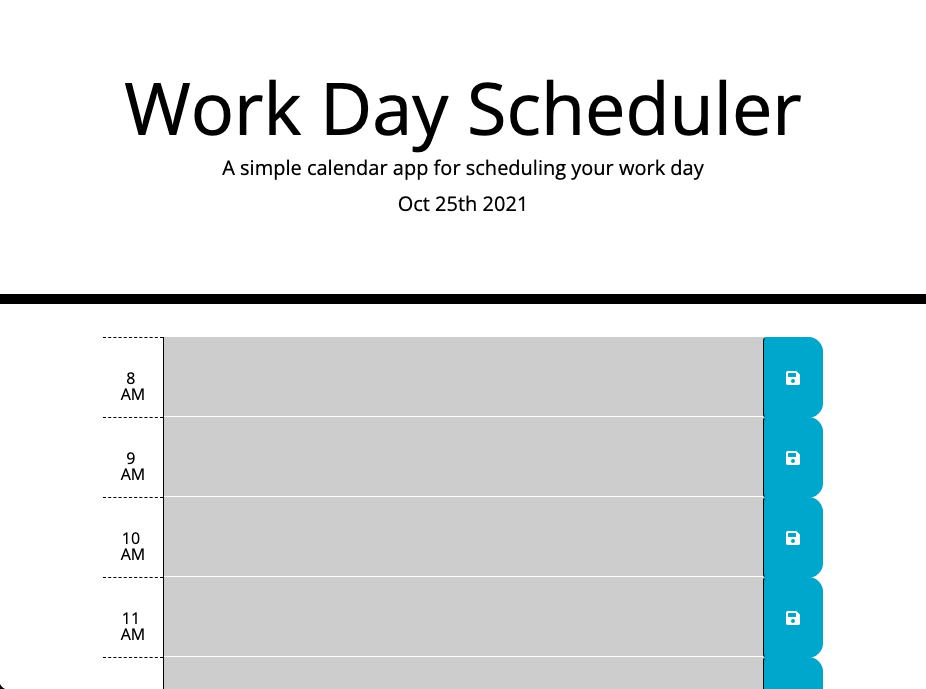 Work Day Scheduler
A simple calendar app for scheduling your work day
Oct 25th 2021
8
AM
9
AM
10
AM
11
AM